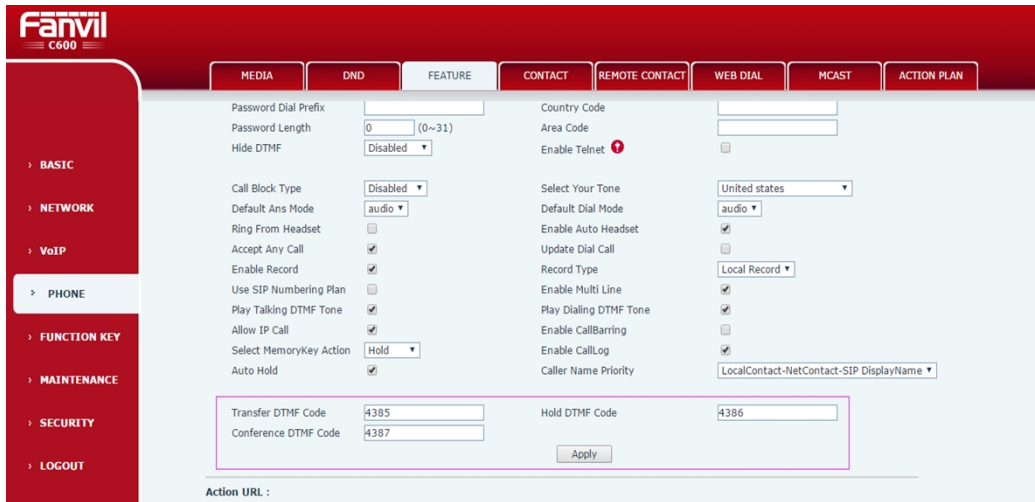 Fanvil
C600
MEDIA DND FEATURE CONTACT REMOTE CONTACT WEB DIAL MCAST ACTION PLAN
Password Dial Prefix Country Code
Password Length 0 (0~31) Area Code
Hide DTMF Disabled Enable Telnet
› BASIC
Call Block Type Disabled Select Your Tone United states
› NETWORK
Default Ans Mode audio Default Dial Mode audio
Ring From Headset Enable Auto Headset
› VoIP
Accept Any Call Update Dial Call
Enable Record Record Type Local Record
› PHONE
Use SIP Numbering Plan Enable Multi Line
Play Talking DTMF Tone Play Dialing DTMF Tone
› FUNCTION KEY
Allow IP Call Enable CallBarring
Select MemoryKey Action Hold Enable CallLog
› MAINTENANCE
Auto Hold Caller Name Priority LocalContact-NetContact-SIP DisplayName
Transfer DTMF Code 4385 Hold DTMF Code 4386
› SECURITY
Conference DTMF Code 4387
Apply
› LOGOUT
Action URL :